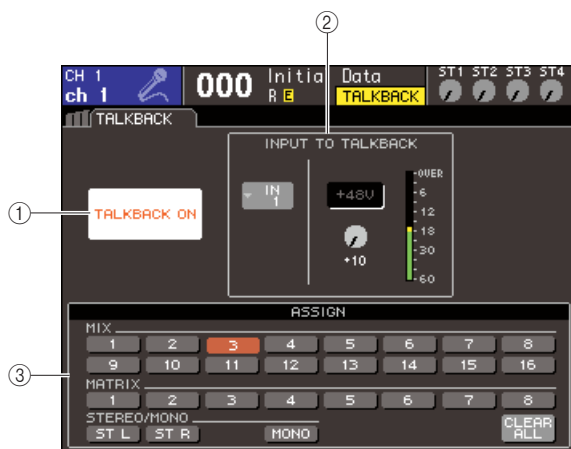 ②
CH 1
ch 1
000
Initia
R E
Data
TALKBACK
ST1 ST2 ST3 ST4
TALKBACK
INPUT TO TALKBACK
①
TALKBACK ON
IN
1
+48V
+10
OVER
6
12
18
30
60
③
ASSIGN
MIX
1 2 3 4 5 6 7 8
9 10 11 12 13 14 15 16
MATRIX
1 2 3 4 5 6 7 8
STEREO/MONO
ST L ST R MONO
CLEAR
ALL